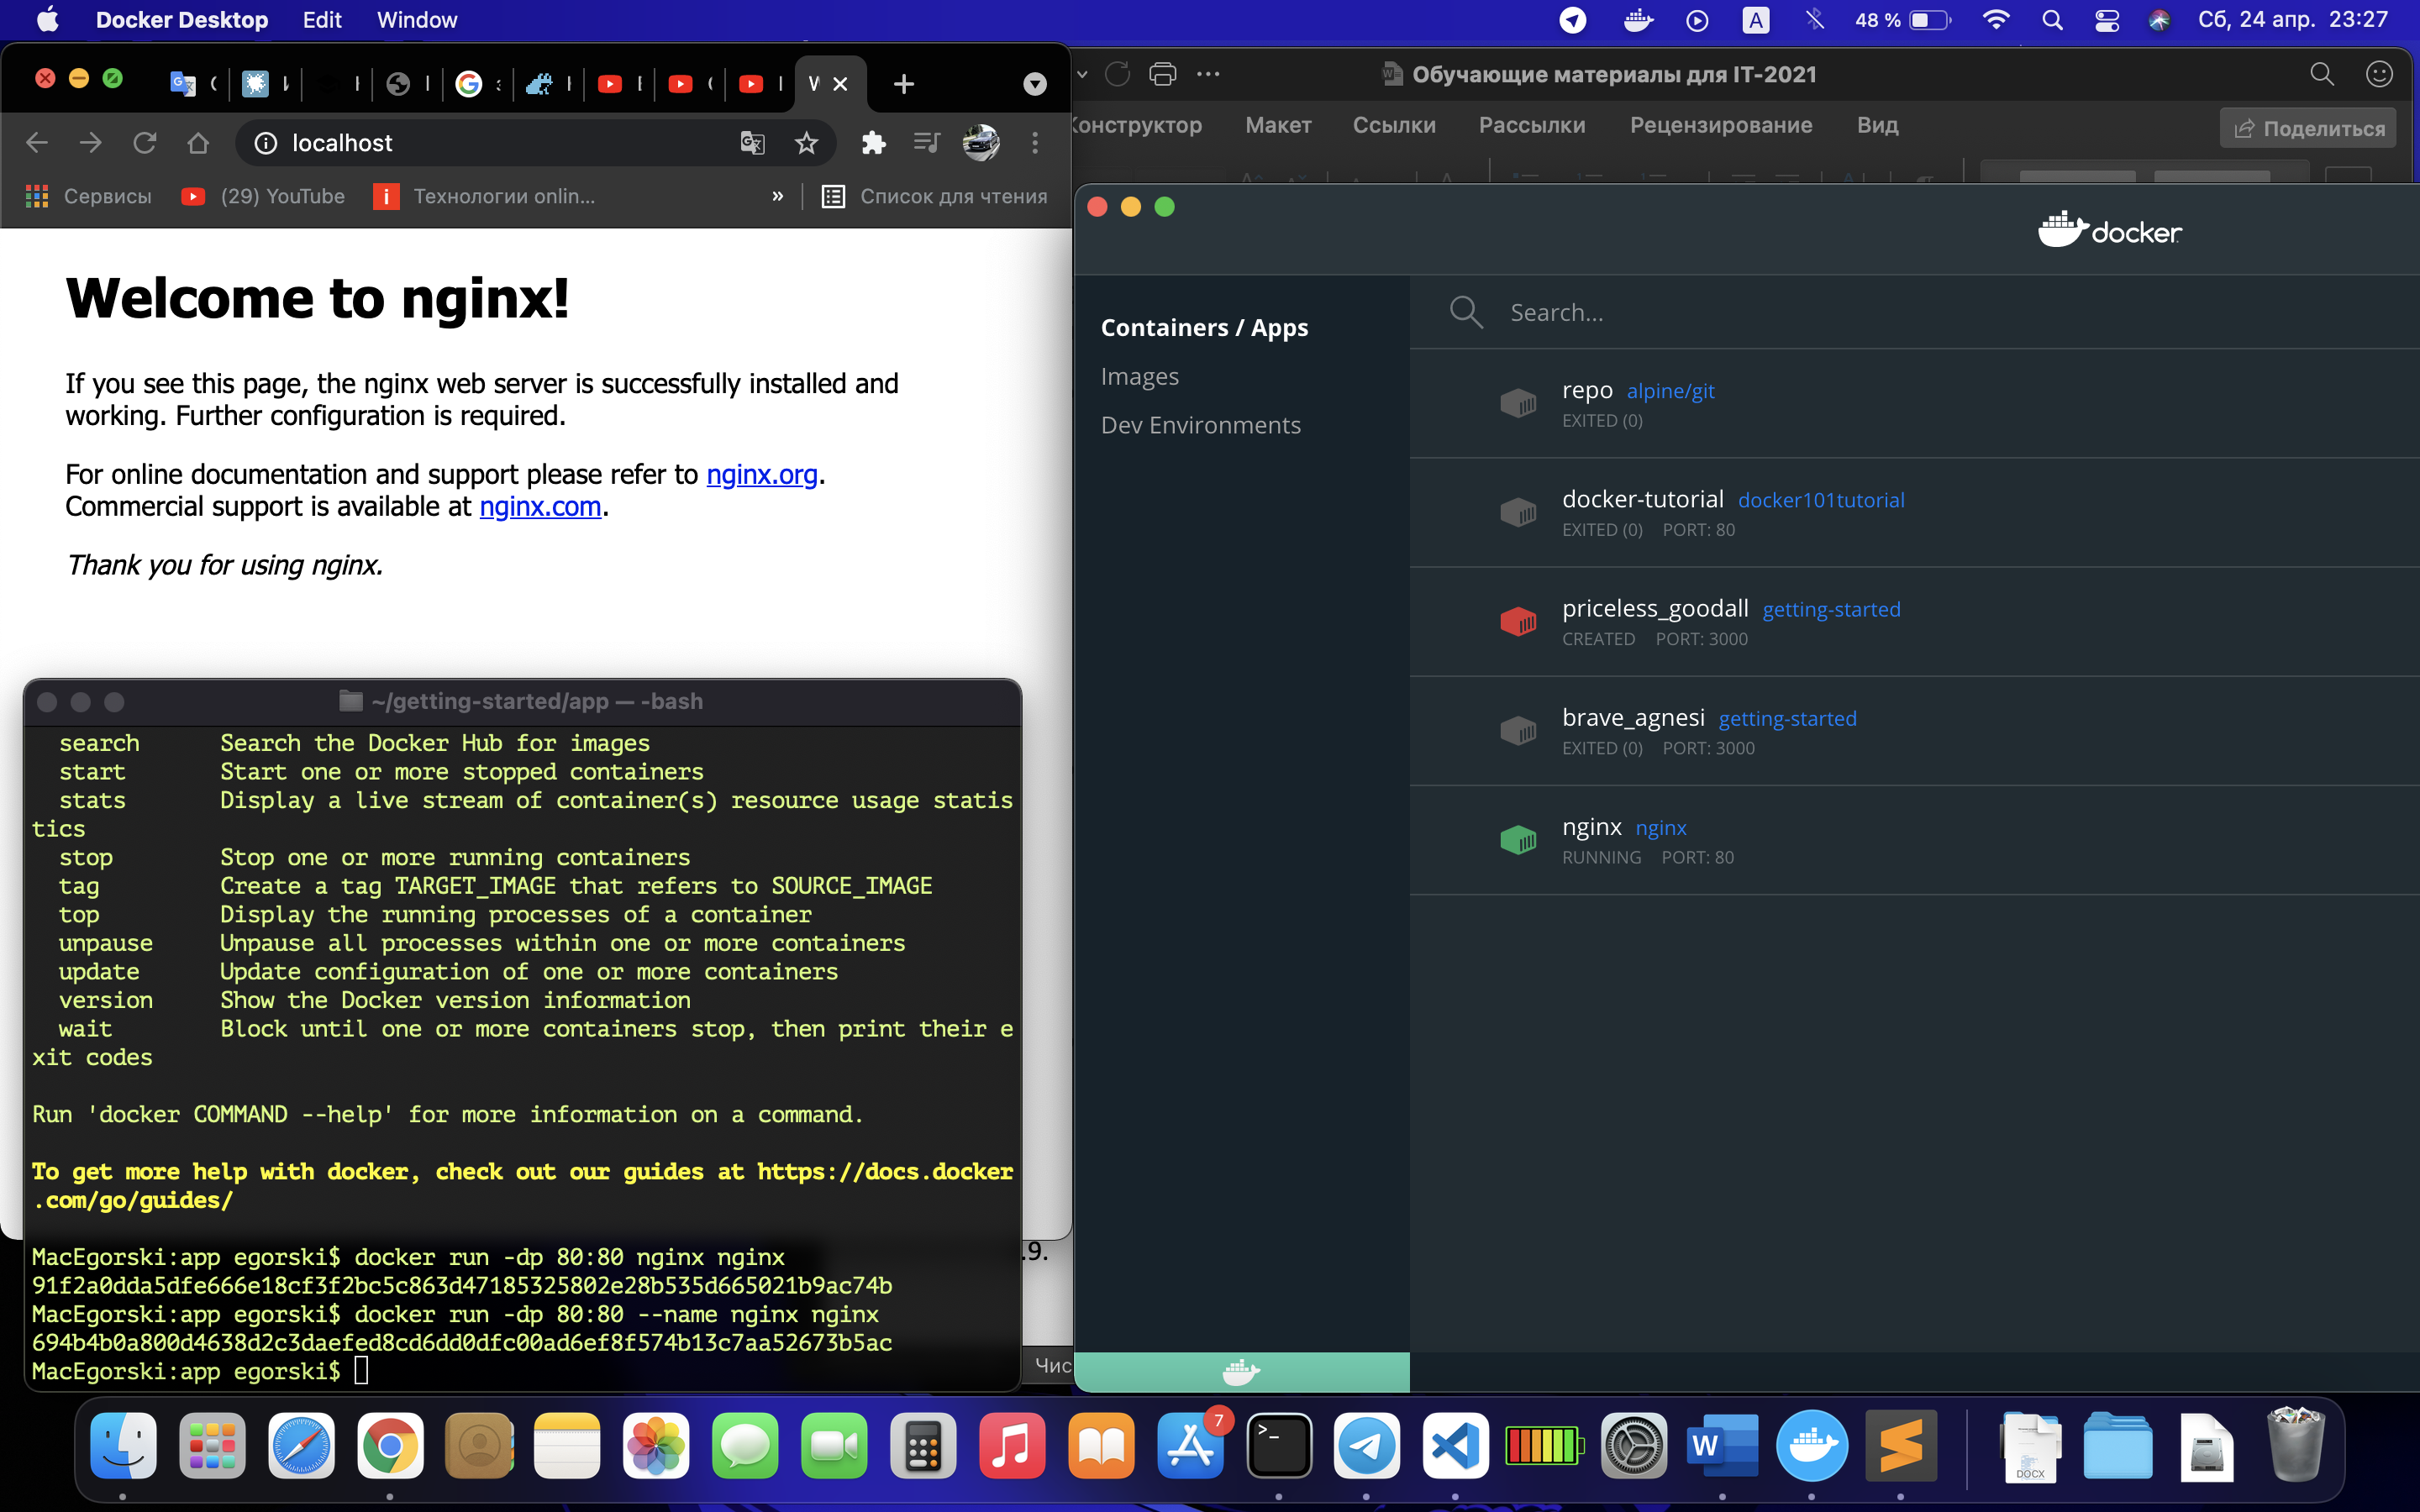 Docker Desktop Edit Window
A 48 % Сб, 24 апр. 23:27
localhost
Сервисы (29) YouTube Технологии onlin... » Список для чтения
Welcome to nginx!
If you see this page, the nginx web server is successfully installed and
working. Further configuration is required.
For online documentation and support please refer to nginx.org.
Commercial support is available at nginx.com.
Thank you for using nginx.
~/getting-started/app — -bash
search Search the Docker Hub for images
start Start one or more stopped containers
stats Display a live stream of container(s) resource usage statis
tics
stop Stop one or more running containers
tag Create a tag TARGET_IMAGE that refers to SOURCE_IMAGE
top Display the running processes of a container
unpause Unpause all processes within one or more containers
update Update configuration of one or more containers
version Show the Docker version information
wait Block until one or more containers stop, then print their e
xit codes
Run 'docker COMMAND --help' for more information on a command.
To get more help with docker, check out our guides at https://docs.docker
.com/go/guides/
MacEgorski:app egorski$ docker run -dp 80:80 nginx nginx
91f2a0dda5dfe666e18cf3f2bc5c863d47185325802e28b535d665021b9ac74b
MacEgorski:app egorski$ docker run -dp 80:80 --name nginx nginx
694b4b0a800d4638d2c3daefed8cd6dd0dfc00ad6ef8f574b13c7aa52673b5ac
MacEgorski:app egorski$
Обучающие материалы для IT-2021
Конструктор Макет Ссылки Рассылки Рецензирование Вид
Поделиться
.9.
Чис
docker
Containers / Apps
Images
Dev Environments
Search...
repo alpine/git
EXITED (0)
docker-tutorial docker101tutorial
EXITED (0) PORT: 80
priceless_goodall getting-started
CREATED PORT: 3000
brave_agnesi getting-started
EXITED (0) PORT: 3000
nginx nginx
RUNNING PORT: 80
7
W
DOCX